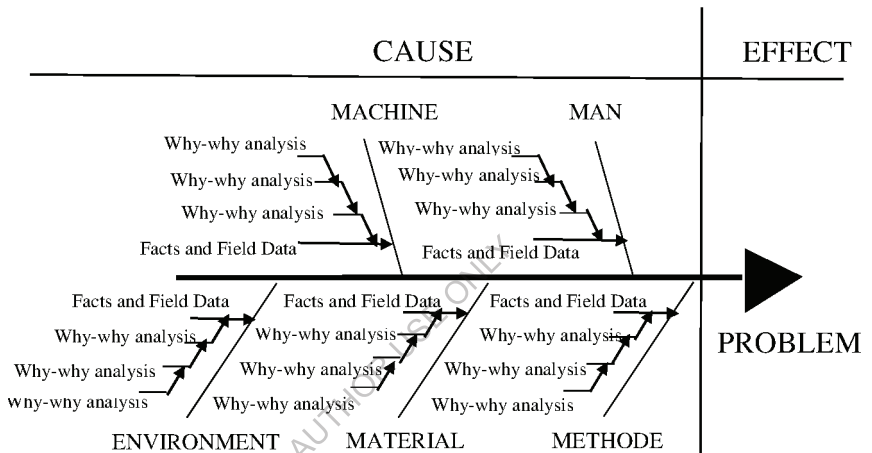 CAUSE
EFFECT
MACHINE
MAN
Why-why analysis
Why-why analysis
Why-why analysis
Facts and Field Data
Why-why analysis
Why-why analysis
Why-why analysis
Facts and Field Data
Facts and Field Data
Why-why analysis
Why-why analysis
Why-why analysis
ENVIRONMENT
Facts and Field Data
Why-why analysis
Why-why analysis
Why-why analysis
MATERIAL
Facts and Field Data
Why-why analysis
Why-why analysis
Why-why analysis
METHODE
PROBLEM
AUTHOR USE ONLY